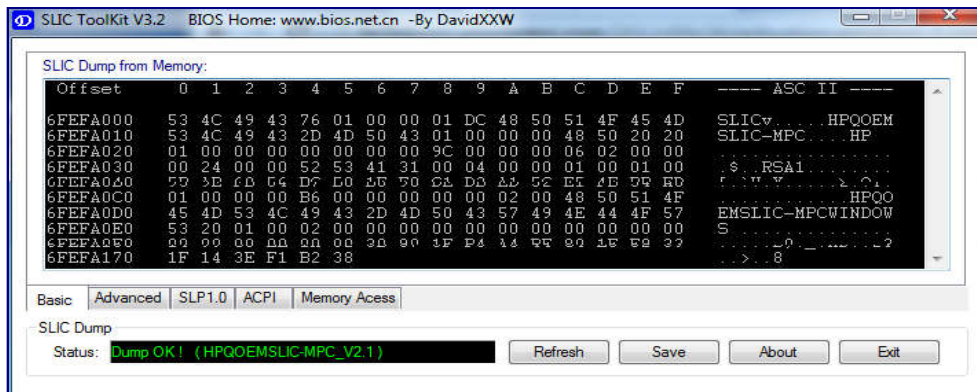 SLIC ToolKit V3.2 BIOS Home: www.bios.net.cn -By DavidXXW
SLIC Dump from Memory:
Offset 0 1 2 3 4 5 6 7 8 9 A B C D E F ---- ASC II ----
6FEFA000 53 4C 49 43 76 01 00 00 01 DC 48 50 51 4F 45 4D SLICv.....HPQOEM
6FEFA010 53 4C 49 43 2D 4D 50 43 01 00 00 00 48 50 20 20 SLIC-MPC....HP
6FEFA020 01 00 00 00 00 00 00 00 9C 00 00 00 06 02 00 00 ................
6FEFA030 00 24 00 00 52 53 41 31 00 04 00 00 01 00 01 00 .$..RSA1........
6FEFA0C0 01 00 00 00 B6 00 00 00 00 00 02 00 48 50 51 4F ............HPQO
6FEFA0D0 45 4D 53 4C 49 43 2D 4D 50 43 57 49 4E 44 4F 57 EMSLIC-MPCWINDOW
6FEFA0E0 53 20 01 00 02 00 00 00 00 00 00 00 00 00 00 00 S ..............
6FEFA170 1F 14 3E F1 B2 38 ..>..8
Basic Advanced SLP1.0 ACPI Memory Acess
SLIC Dump
Status: Dump OK! (HPQOEMSLIC-MPC_V2.1) Refresh Save About Exit